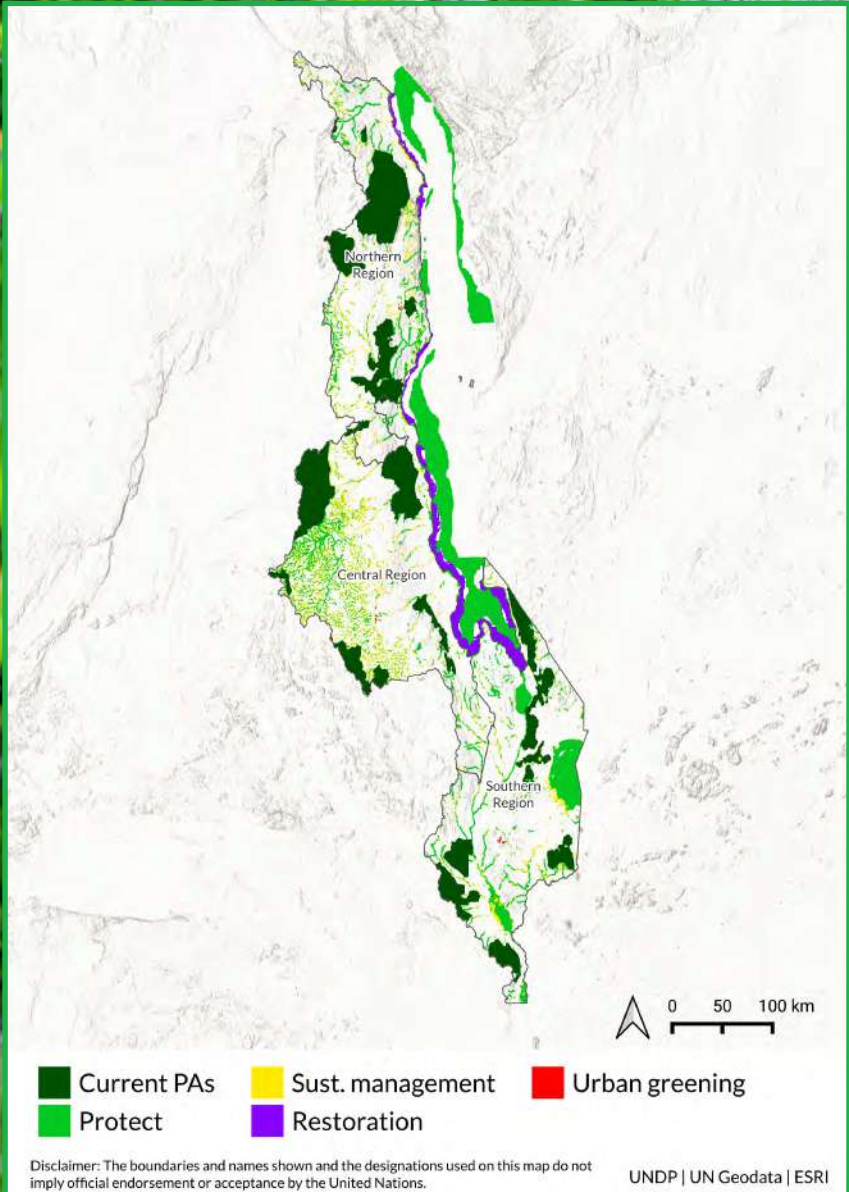 Northern
Region
Central Region
Southern
Region
0 50 100 km
Current PAs
Sust. management
Urban greening
Protect
Restoration
Disclaimer: The boundaries and names shown and the designations used on this map do not
imply official endorsement or acceptance by the United Nations.
UNDP | UN Geodata | ESRI